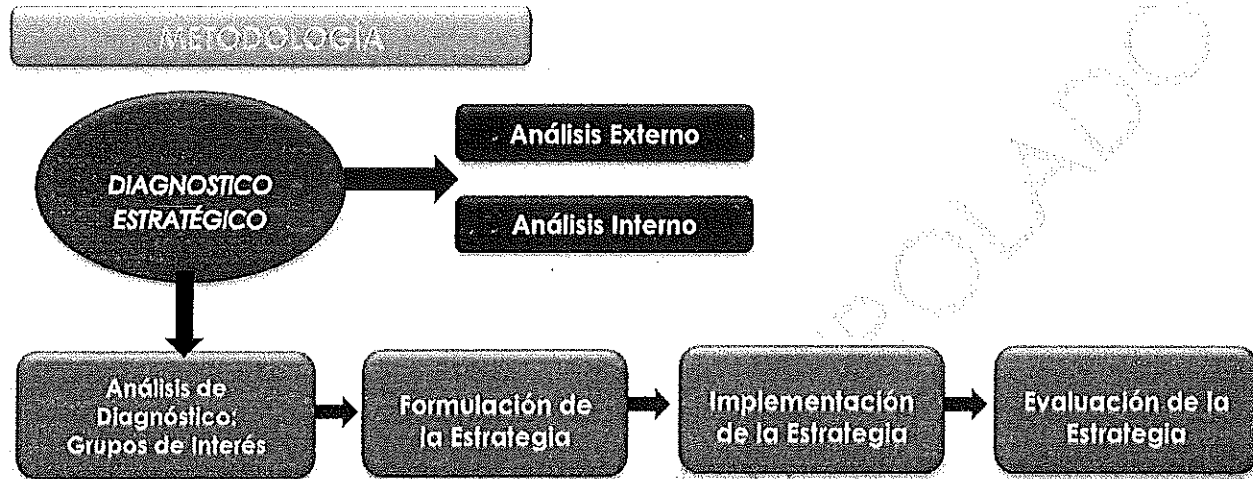 METODOLOGÍA
Análisis Externo
DIAGNOSTICO
ESTRATÉGICO
Análisis Interno
Análisis de
Diagnóstico:
Grupos de Interés
Formulación de
la Estrategia
Implementación
de la Estrategia
Evaluación de la
Estrategia